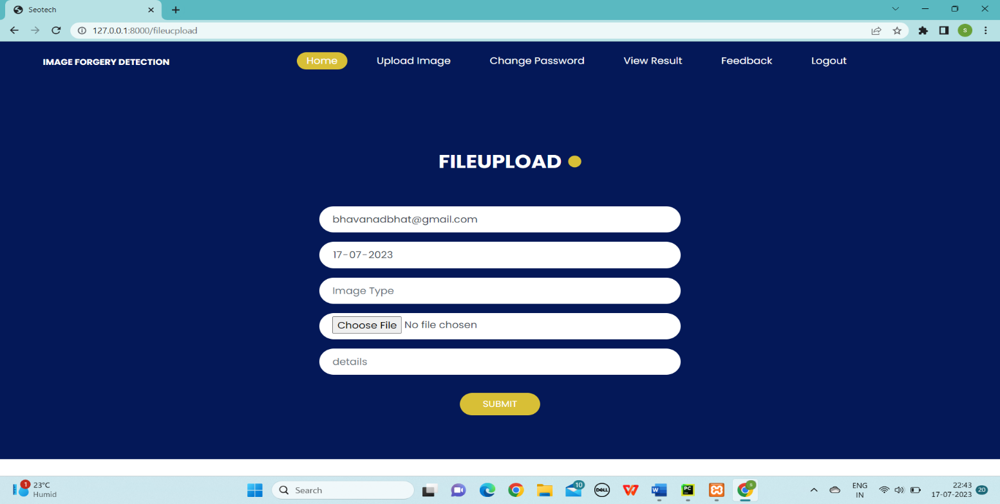 Seotech
127.0.0.1:8000/fileucpload
S
IMAGE FORGERY DETECTION
Home Upload Image Change Password View Result Feedback Logout
FILEUPLOAD
bhavanadbhat@gmail.com
17-07-2023
Image Type
Choose File No file chosen
details
SUBMIT
1 23°C
Humid
Search
10
DELL
W
PC
S
ENG
IN
22:43
17-07-2023
20